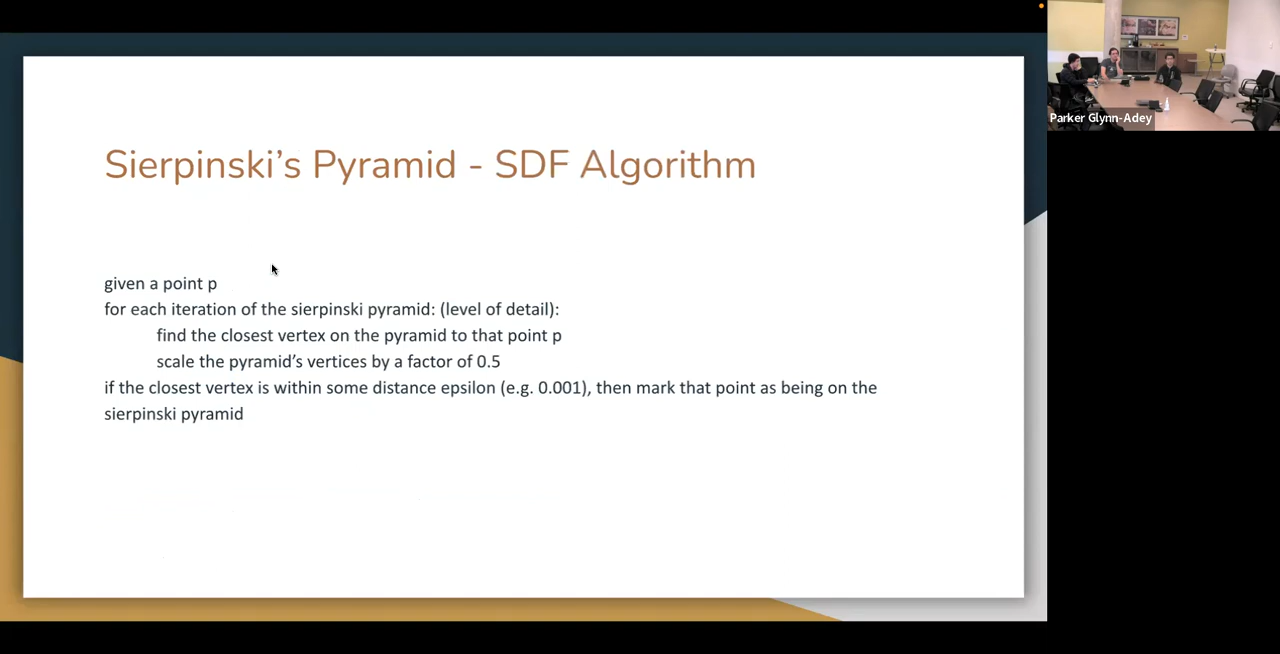 Sierpinski’s Pyramid - SDF Algorithm
given a point p
for each iteration of the sierpinski pyramid: (level of detail):
find the closest vertex on the pyramid to that point p
scale the pyramid’s vertices by a factor of 0.5
if the closest vertex is within some distance epsilon (e.g. 0.001), then mark that point as being on the
sierpinski pyramid
Parker Glynn-Adey